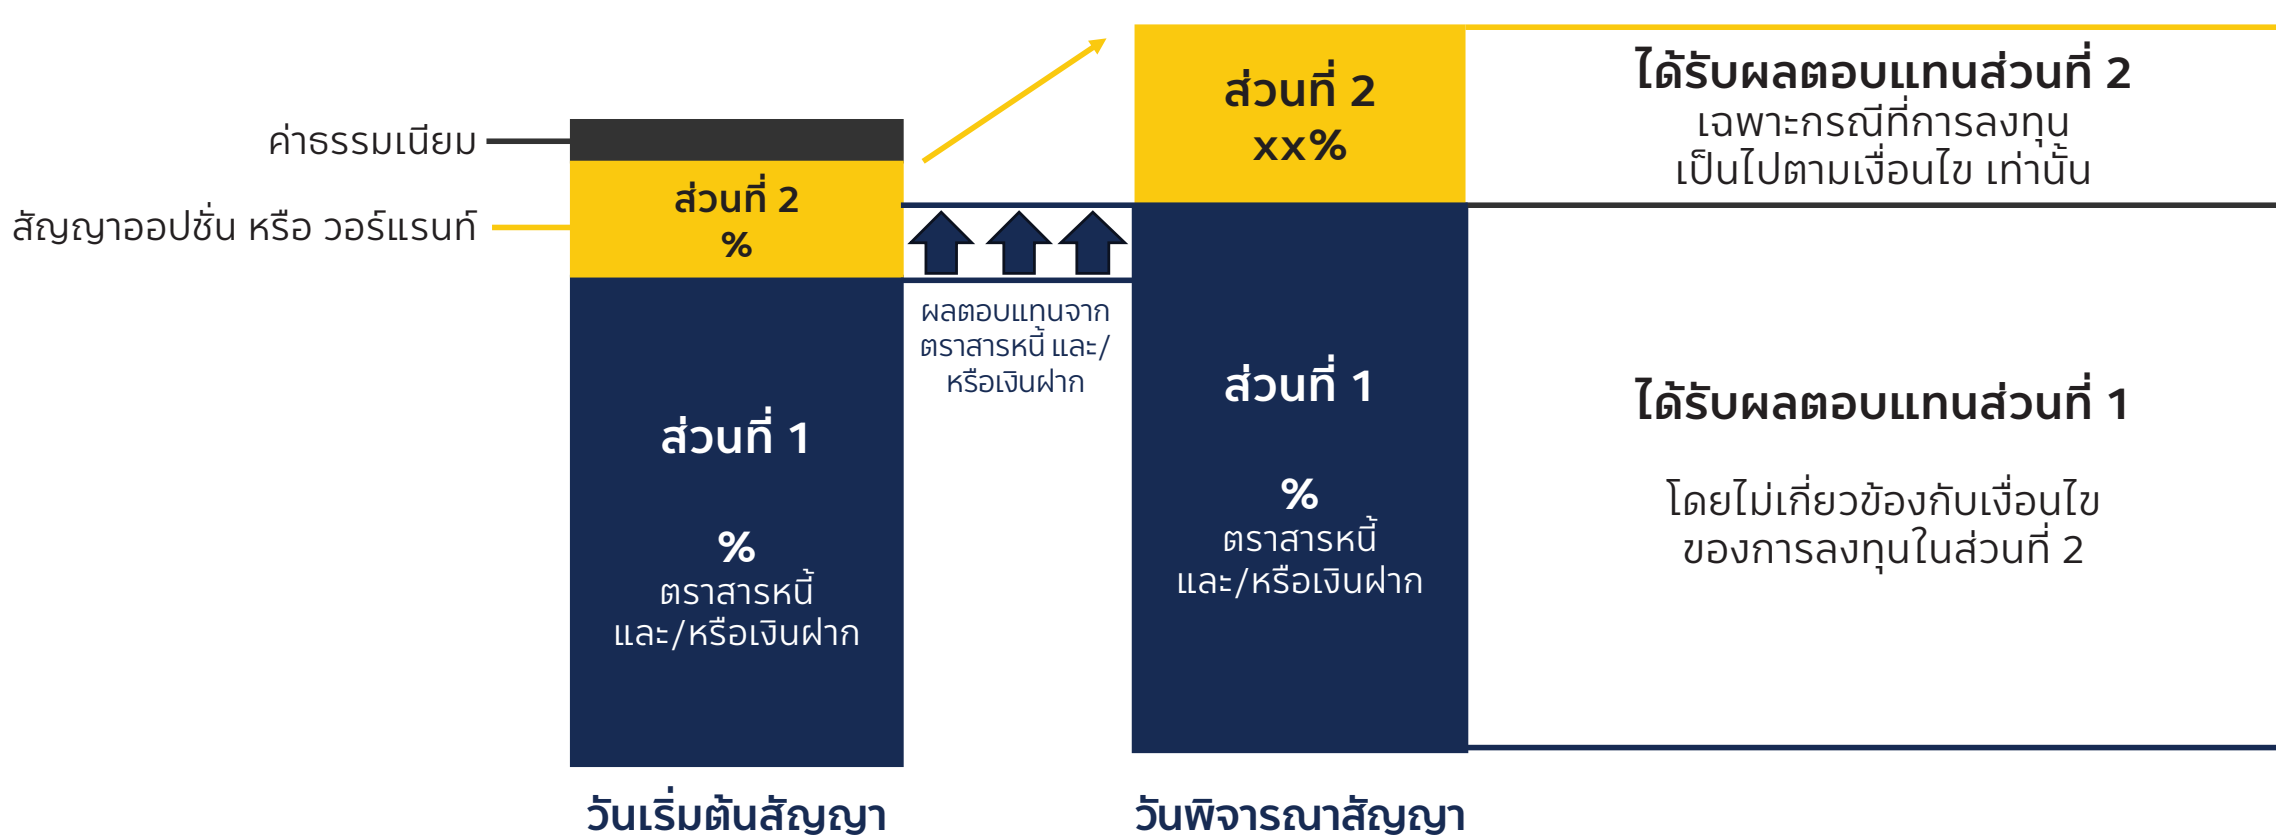 ค่าธรรมเนียม
สัญญาออปชั่น หรือ วอร์แรนท์
ส่วนที่ 2
%
ส่วนที่ 1
%
ตราสารหนี้
และ/หรือเงินฝาก
วันเริ่มต้นสัญญา
ผลตอบแทนจาก
ตราสารหนี้ และ/
หรือเงินฝาก
ส่วนที่ 2
xx%
ส่วนที่ 1
%
ตราสารหนี้
และ/หรือเงินฝาก
วันพิจารณาสัญญา
ได้รับผลตอบแทนส่วนที่ 2
เฉพาะกรณีที่การลงทุน
เป็นไปตามเงื่อนไข เท่านั้น
ได้รับผลตอบแทนส่วนที่ 1
โดยไม่เกี่ยวข้องกับเงื่อนไข
ของการลงทุนในส่วนที่ 2